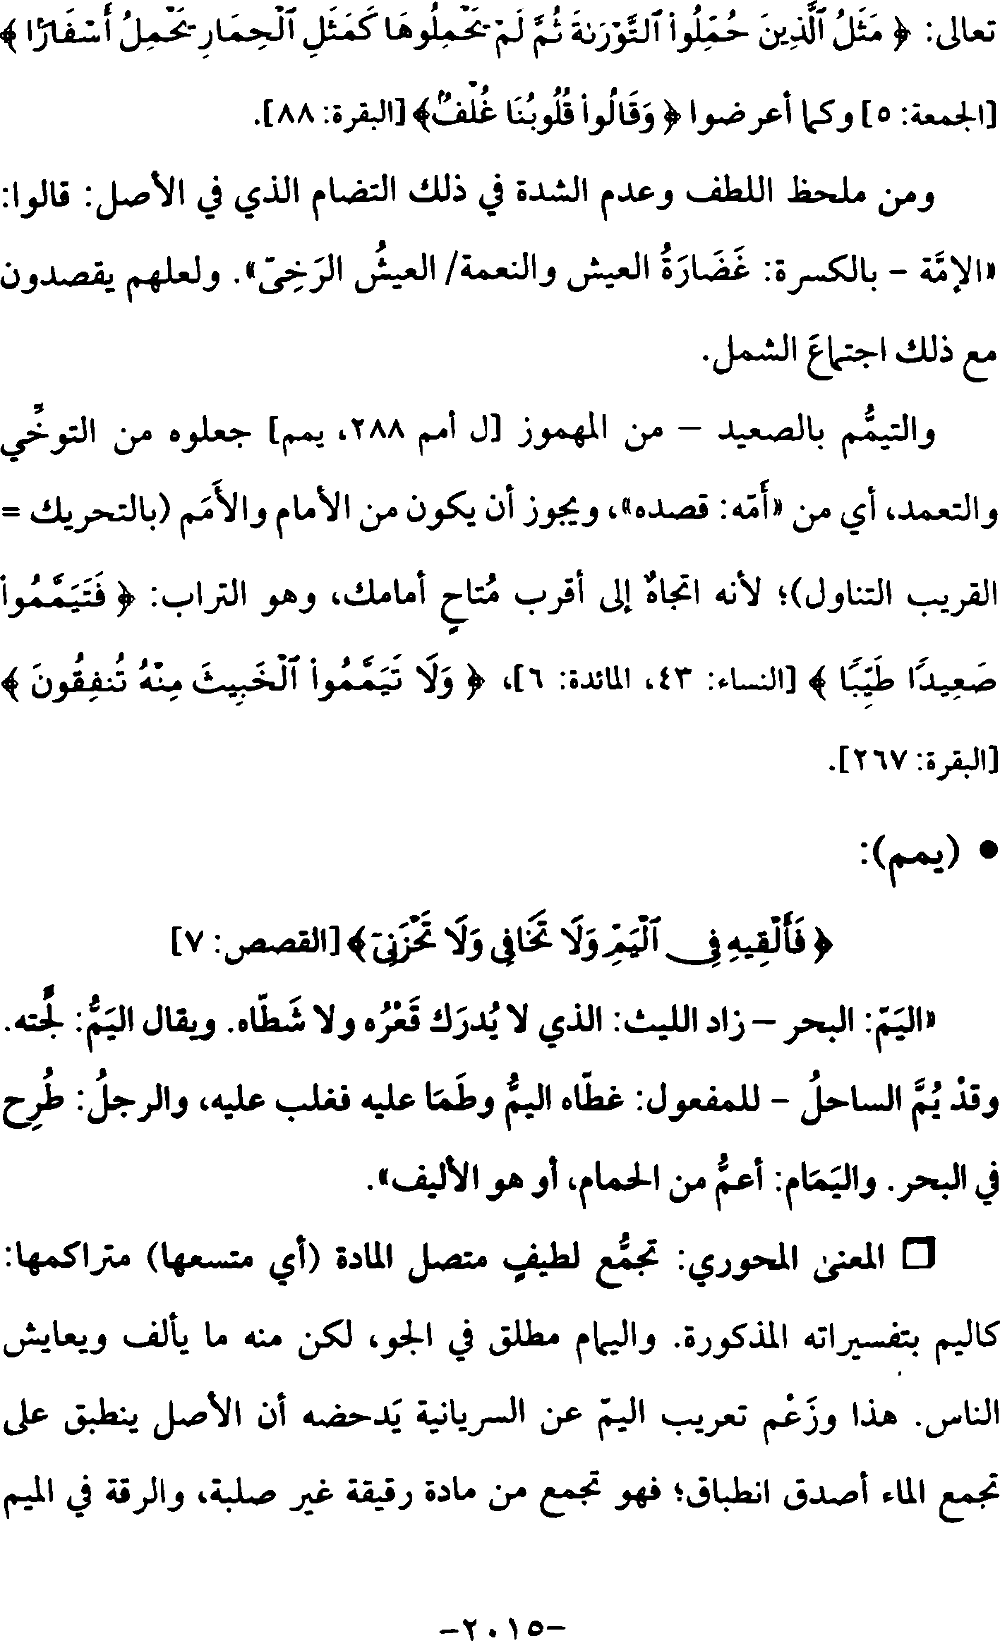 تعالى: ﴿ مَثَلُ ٱلَّذِينَ حُمِّلُوا۟ ٱلتَّوْرَىٰةَ ثُمَّ لَمْ يَحْمِلُوهَا كَمَثَلِ ٱلْحِمَارِ يَحْمِلُ أَسْفَارًۢا ﴾
[الجمعة: ٥] وكما أعرضوا ﴿ وَقَالُوا۟ قُلُوبُنَا غُلْفٌۢ﴾ [البقرة: ٨٨].
ومن ملحظ اللطف وعدم الشدة في ذلك التضام الذي في الأصل: قالوا:
«الإمَّة – بالكسرة: غَضَارَةُ العيش والنعمة/ العيشُ الرَخِىّ». ولعلهم يقصدون
مع ذلك اجتماعَ الشمل.
والتيمُّم بالصعيد – من المهموز [ل أمم ٢٨٨، يمم] جعلوه من التوخِّي
والتعمد، أي من «أَمّه: قصده»، ويجوز أن يكون من الأمام والأَمَم (بالتحريك =
القريب التناول)؛ لأنه اتجاهٌ إلى أقرب مُتاحٍ أمامك، وهو التراب: ﴿ فَتَيَمَّمُوا۟
صَعِيدًا طَيِّبًا ﴾ [النساء: ٤٣، المائدة: ٦]، ﴿ وَلَا تَيَمَّمُوا۟ ٱلْخَبِيثَ مِنْهُ تُنفِقُونَ ﴾
[البقرة: ٢٦٧].
• (يمم):
﴿ فَأَلْقِيهِ فِى ٱلْيَمِّ وَلَا تَخَافِى وَلَا تَحْزَنِىٓ ﴾ [القصص: ٧]
«اليَمّ: البحر – زاد الليث: الذي لا يُدرَك قَعْرُه ولا شَطّاه. ويقال اليَمُّ: لُجَّته.
وقدْ يُمَّ الساحلُ – للمفعول: غطّاه اليمُّ وطَمَا عليه فغلب عليه، والرجلُ: طُرِح
في البحر. واليَمَام: أعمُّ من الحمام، أو هو الأليف».
❏ المعنى المحوري: تجمُّع لطيفٍ متصل المادة (أي متسعها) متراكمها:
كاليم بتفسيراته المذكورة. واليمام مطلق في الجو، لكن منه ما يألف ويعايش
الناس. هذا وزَعْم تعريب اليمّ عن السريانية يَدحضه أن الأصل ينطبق على
تجمع الماء أصدق انطباق؛ فهو تجمع من مادة رقيقة غير صلبة، والرقة في الميم
-٢٠١٥-